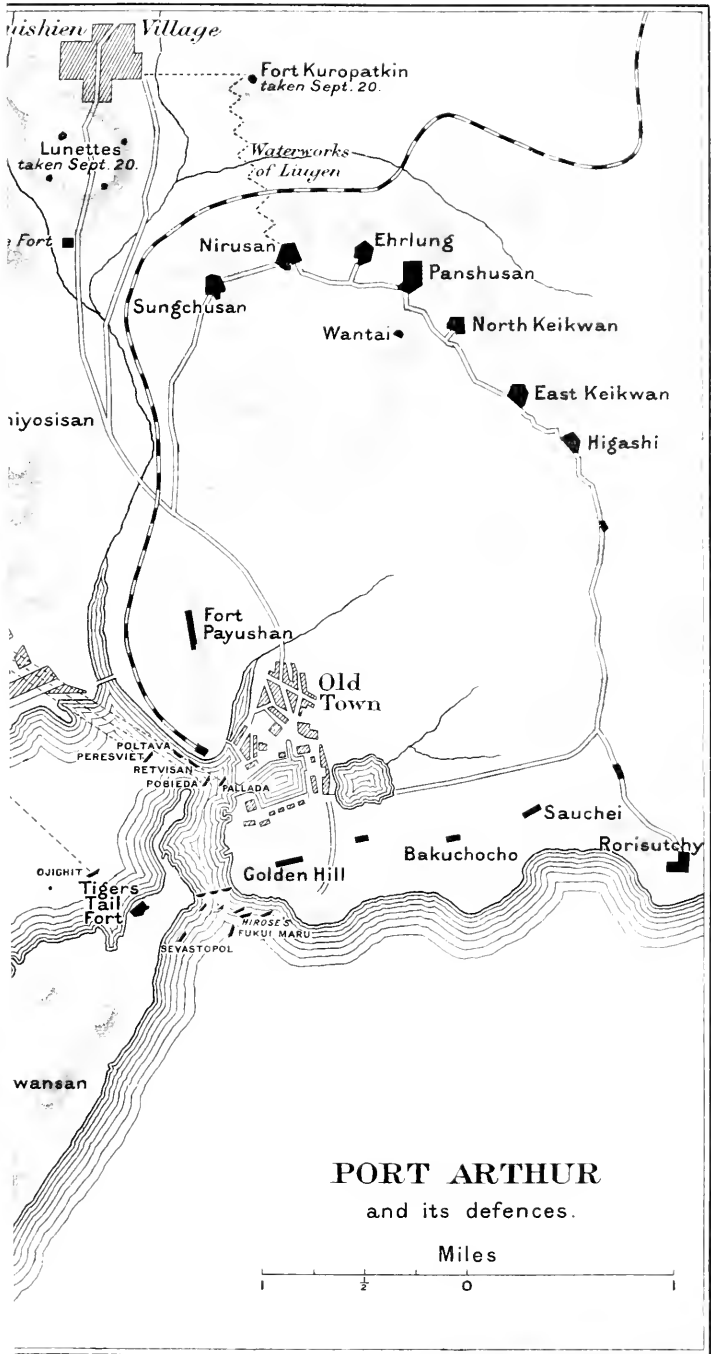 Village
Fort Kuropatkin
taken Sept. 20.
Lunettes
taken Sept. 20.
Waterworks
of Liugen
Fort
Nirusan
Ehrlung
Panshusan
Sungchusan
Wantai
North Keikwan
East Keikwan
Higashi
Fort
Payushan
Old
Town
POLTAVA
PERESVIET
RETVISAN
POBIEDA
PALLADA
Sauchei
Bakuchocho
Rorisutchy
Golden Hill
DJIGHIT
Tigers
Tail
Fort
HIROSE'S
FUKUI MARU
SEVASTOPOL
wansan
PORT ARTHUR
and its defences.
Miles
1 ½ 0 1